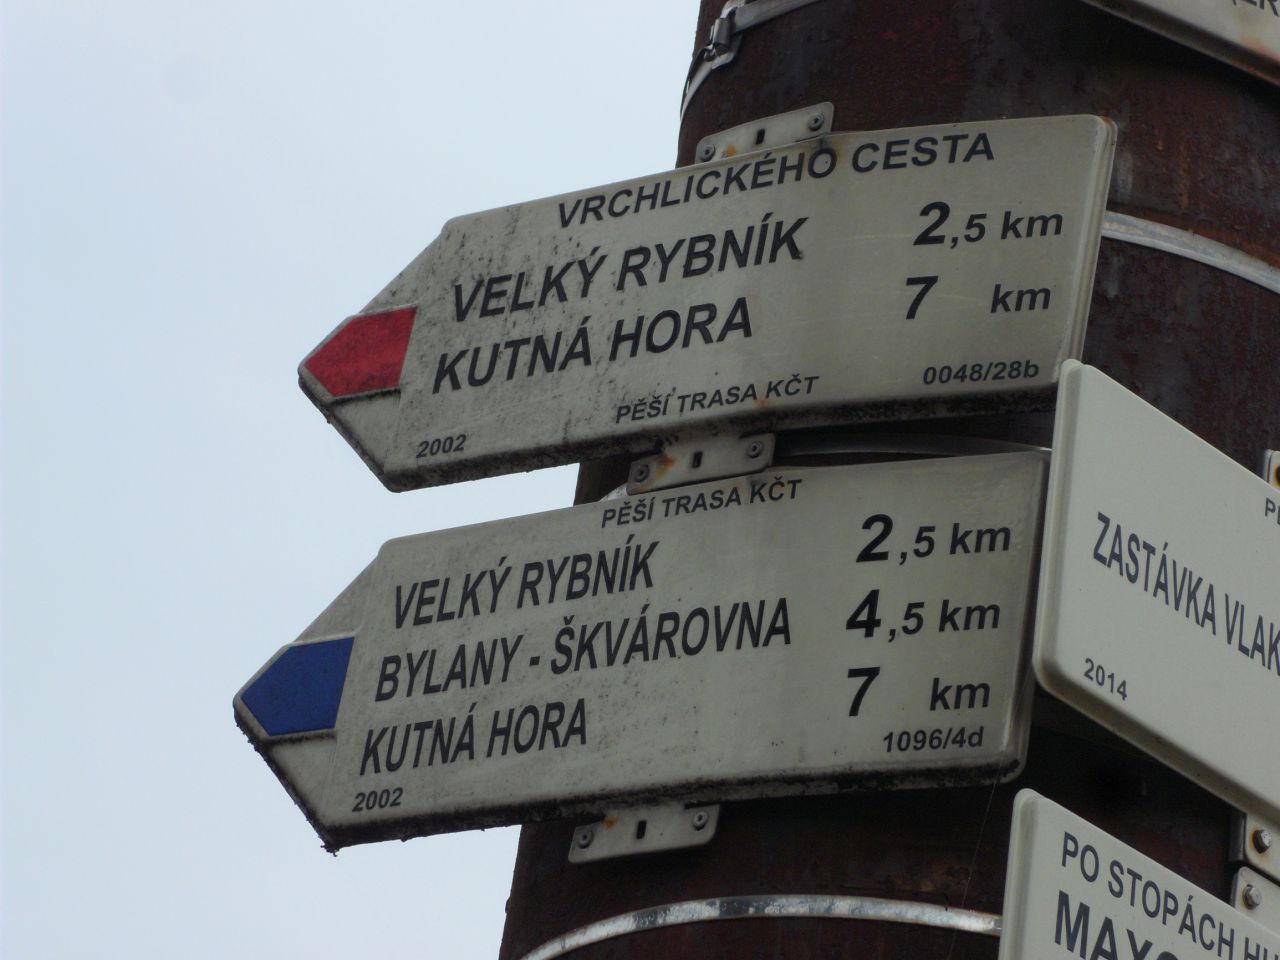 VRCHLICKÉHO CESTA
VELKÝ RYBNÍK 2,5 km
KUTNÁ HORA 7 km
PĚŠÍ TRASA KČT 0048/28b
2002
PĚŠÍ TRASA KČT
VELKÝ RYBNÍK 2,5 km
BYLANY - ŠKVÁROVNA 4,5 km
KUTNÁ HORA 7 km
1096/4d
2002
ZASTÁVKA
2014
PO STOPÁCH